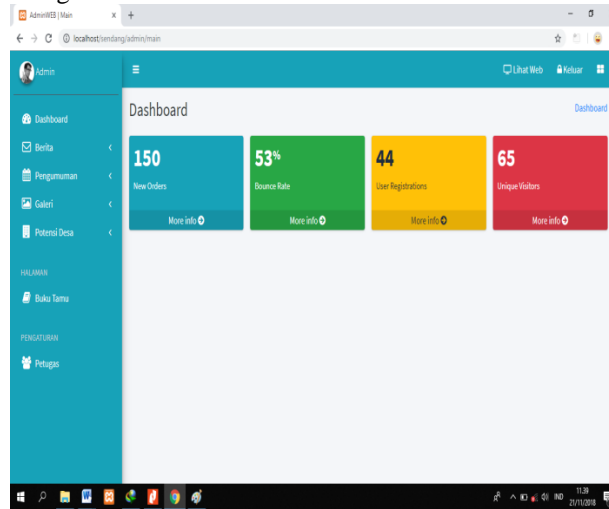 AdminWEB | Main
localhost/sendang/admin/main
Admin
Lihat Web
Keluar
Dashboard
Berita
Pengumuman
Galeri
Potensi Desa
HALAMAN
Buku Tamu
PENGATURAN
Petugas
Dashboard
Dashboard
150
New Orders
More info
53%
Bounce Rate
More info
44
User Registrations
More info
65
Unique Visitors
More info
IND
11.39
21/11/2018